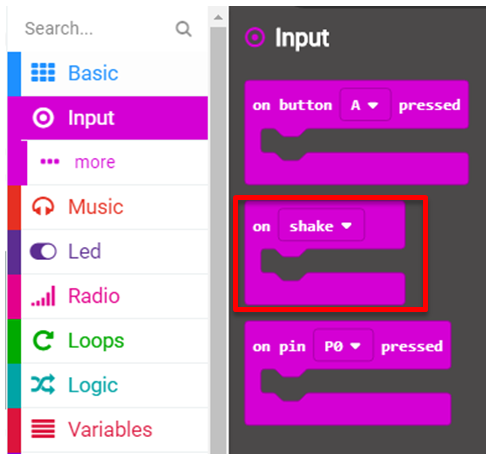 Search...
Basic
Input
more
Music
Led
Radio
Loops
Logic
Variables
Input
on button A pressed
on shake
on pin P0 pressed